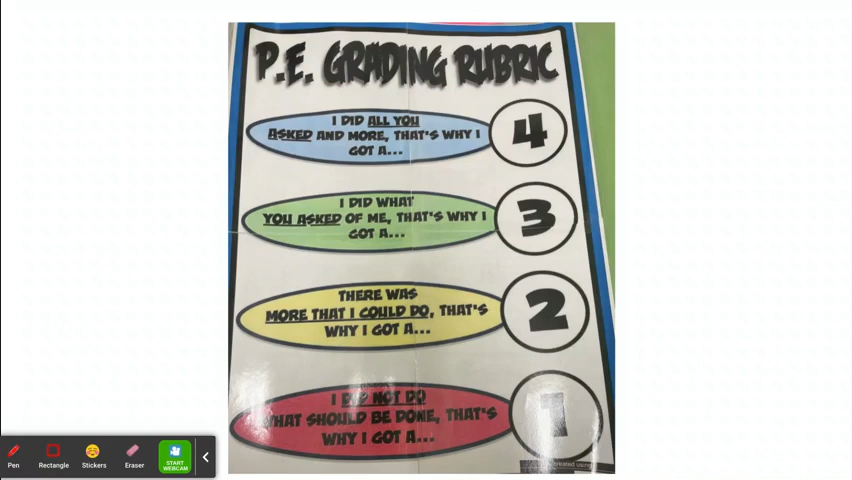 P.E. GRADING RUBRIC
I DID ALL YOU
ASKED AND MORE, THAT'S WHY I
GOT A...
4
I DID WHAT
YOU ASKED OF ME, THAT'S WHY I
GOT A...
3
THERE WAS
MORE THAT I COULD DO, THAT'S
WHY I GOT A...
2
I DID NOT DO
WHAT SHOULD BE DONE, THAT'S
WHY I GOT A...
1
created using
Pen
Rectangle
Stickers
Eraser
START
WEBCAM